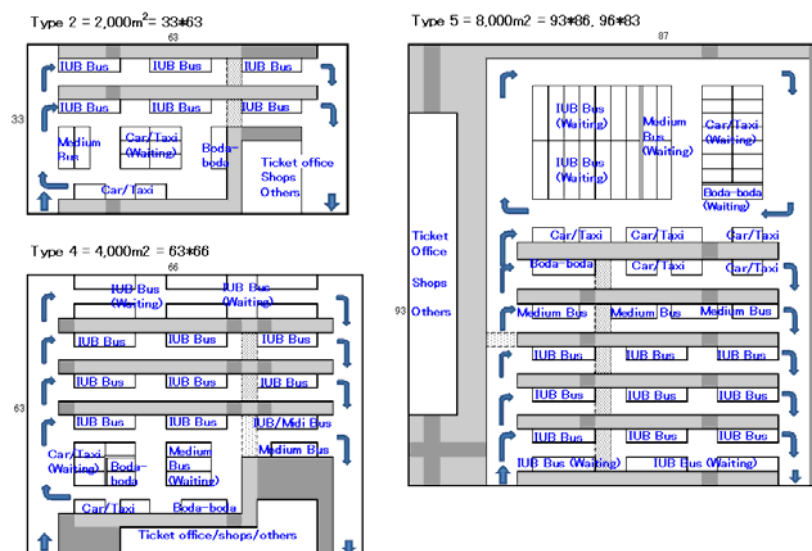 Type 2 = 2,000m²= 33*63
63
IUB Bus IUB Bus IUB Bus
33
IUB Bus IUB Bus IUB Bus
Medium Bus
Car/Taxi (Waiting)
Boda-boda
Ticket office
Shops
Others
Car/Taxi
Type 4 = 4,000m2 = 63*66
66
IUB Bus (Waiting)
IUB Bus (Waiting)
IUB Bus IUB Bus IUB Bus
63
IUB Bus IUB Bus IUB Bus
IUB Bus IUB Bus IUB/Midi Bus
Car/Taxi (Waiting)
Boda-boda
Medium Bus (Waiting)
Medium Bus
Car/Taxi Boda-boda
Ticket office/shops/others
Type 5 = 8,000m2 = 93*86, 96*83
87
IUB Bus (Waiting)
IUB Bus (Waiting)
Medium Bus (Waiting)
Car/Taxi (Waiting)
Boda-boda (Waiting)
Ticket Office
Shops
Others
93
Car/Taxi Car/Taxi Car/Taxi
Boda-boda Car/Taxi Car/Taxi
Medium Bus Medium Bus Medium Bus
IUB Bus IUB Bus IUB Bus
IUB Bus IUB Bus IUB Bus
IUB Bus IUB Bus IUB Bus
IUB Bus (Waiting) IUB Bus (Waiting)